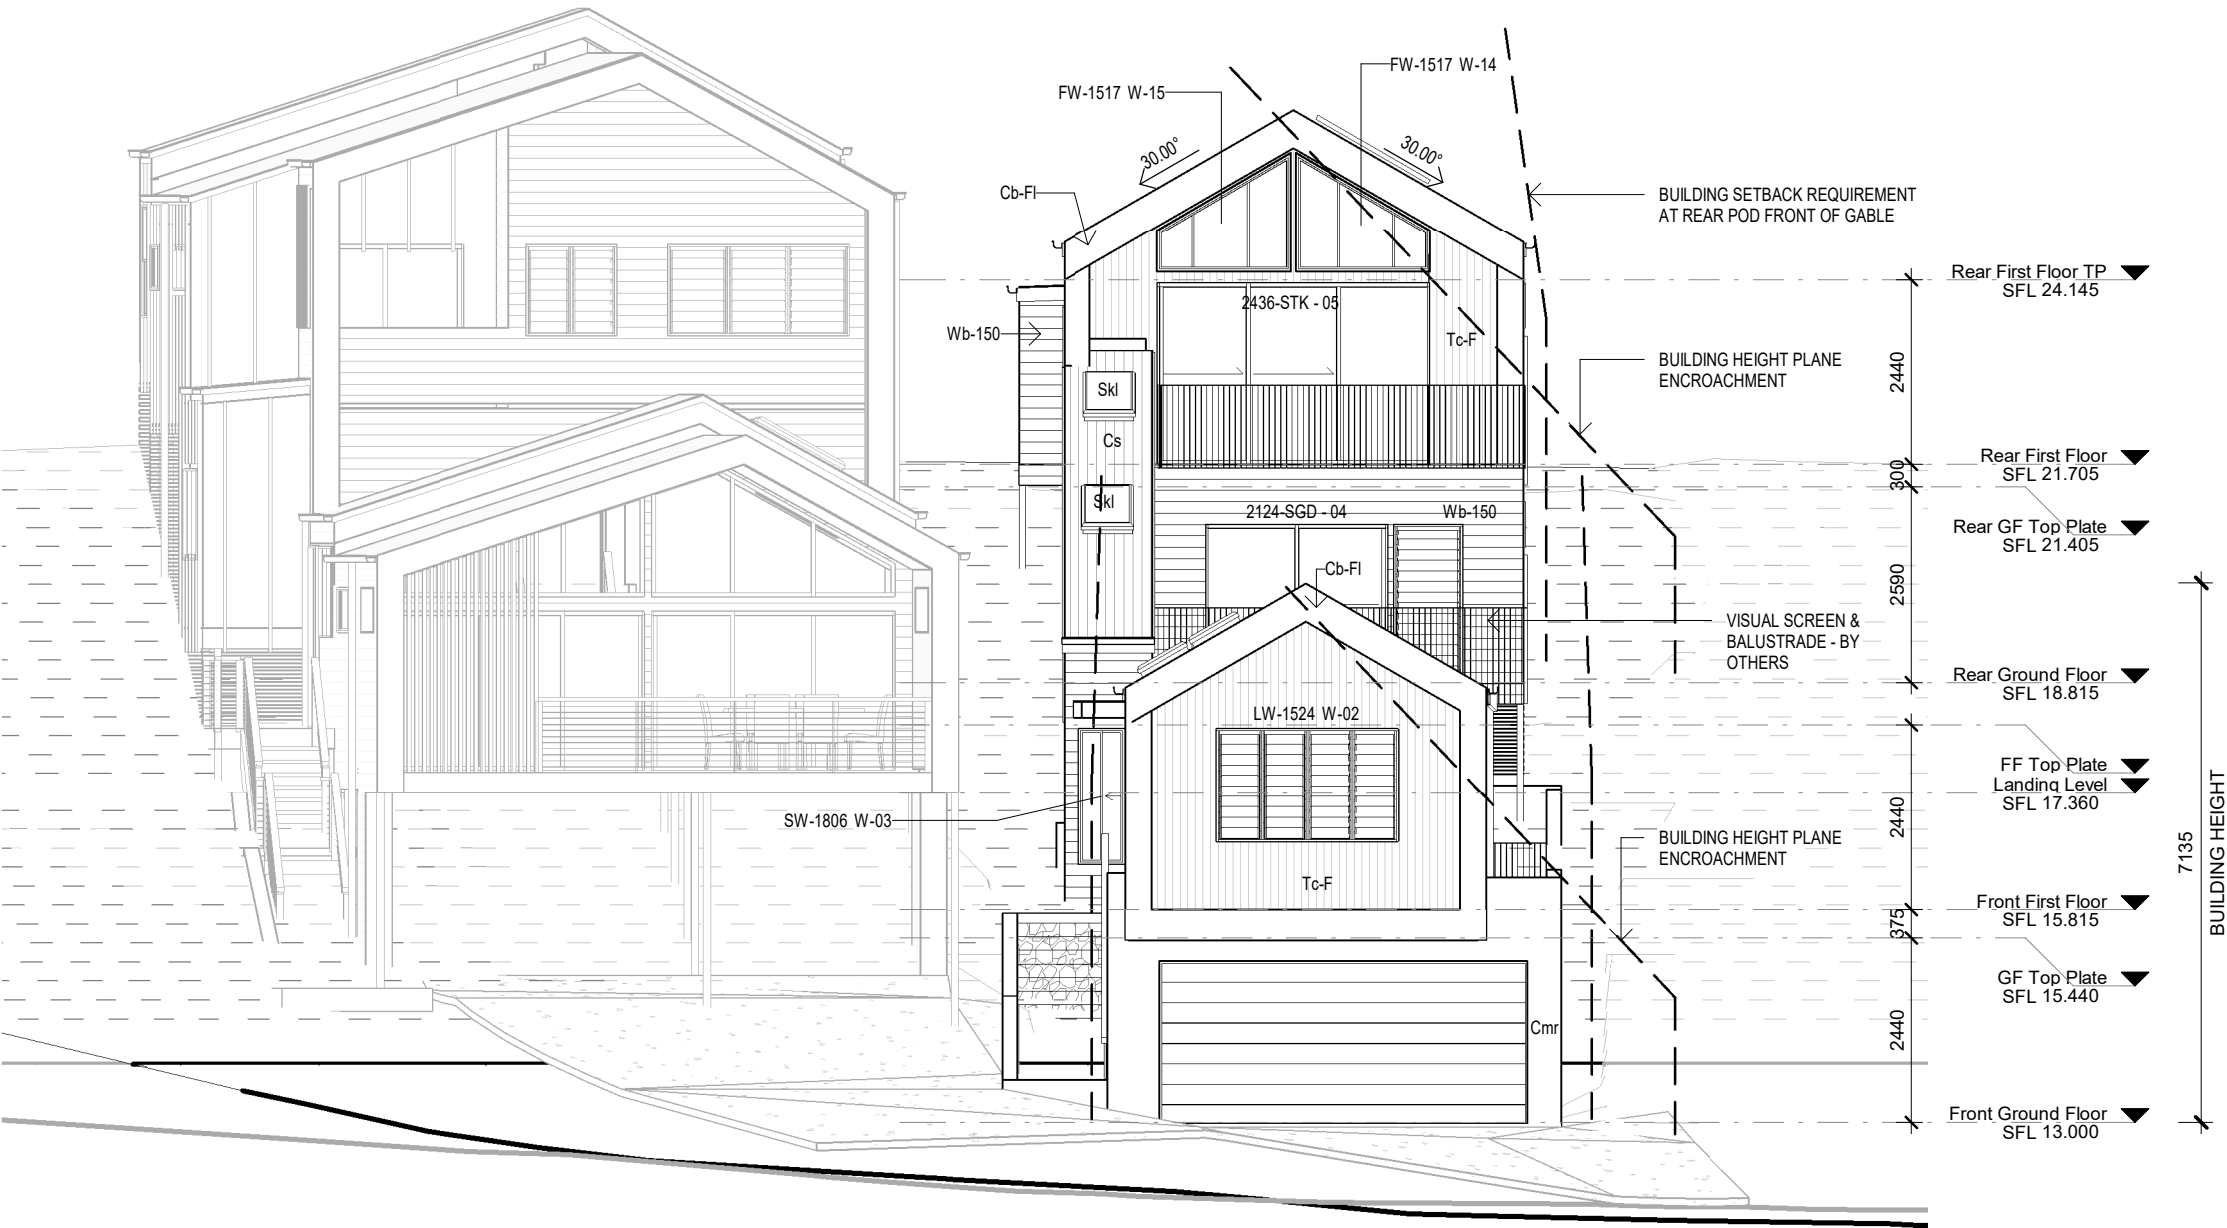 FW-1517 W-14
FW-1517 W-15
30.00°
30.00°
Cb-Fl
BUILDING SETBACK REQUIREMENT
AT REAR POD FRONT OF GABLE
Rear First Floor TP
SFL 24.145
2436-STK - 05
Wb-150
Tc-F
BUILDING HEIGHT PLANE
ENCROACHMENT
2440
Skl
Cs
Rear First Floor
SFL 21.705
300
Skl
2124-SGD - 04
Wb-150
Rear GF Top Plate
SFL 21.405
Cb-Fl
2590
VISUAL SCREEN &
BALUSTRADE - BY
OTHERS
Rear Ground Floor
SFL 18.815
LW-1524 W-02
FF Top Plate
Landing Level
SFL 17.360
SW-1806 W-03
2440
BUILDING HEIGHT PLANE
ENCROACHMENT
7135
BUILDING HEIGHT
Tc-F
Front First Floor
SFL 15.815
375
GF Top Plate
SFL 15.440
Cmr
2440
Front Ground Floor
SFL 13.000